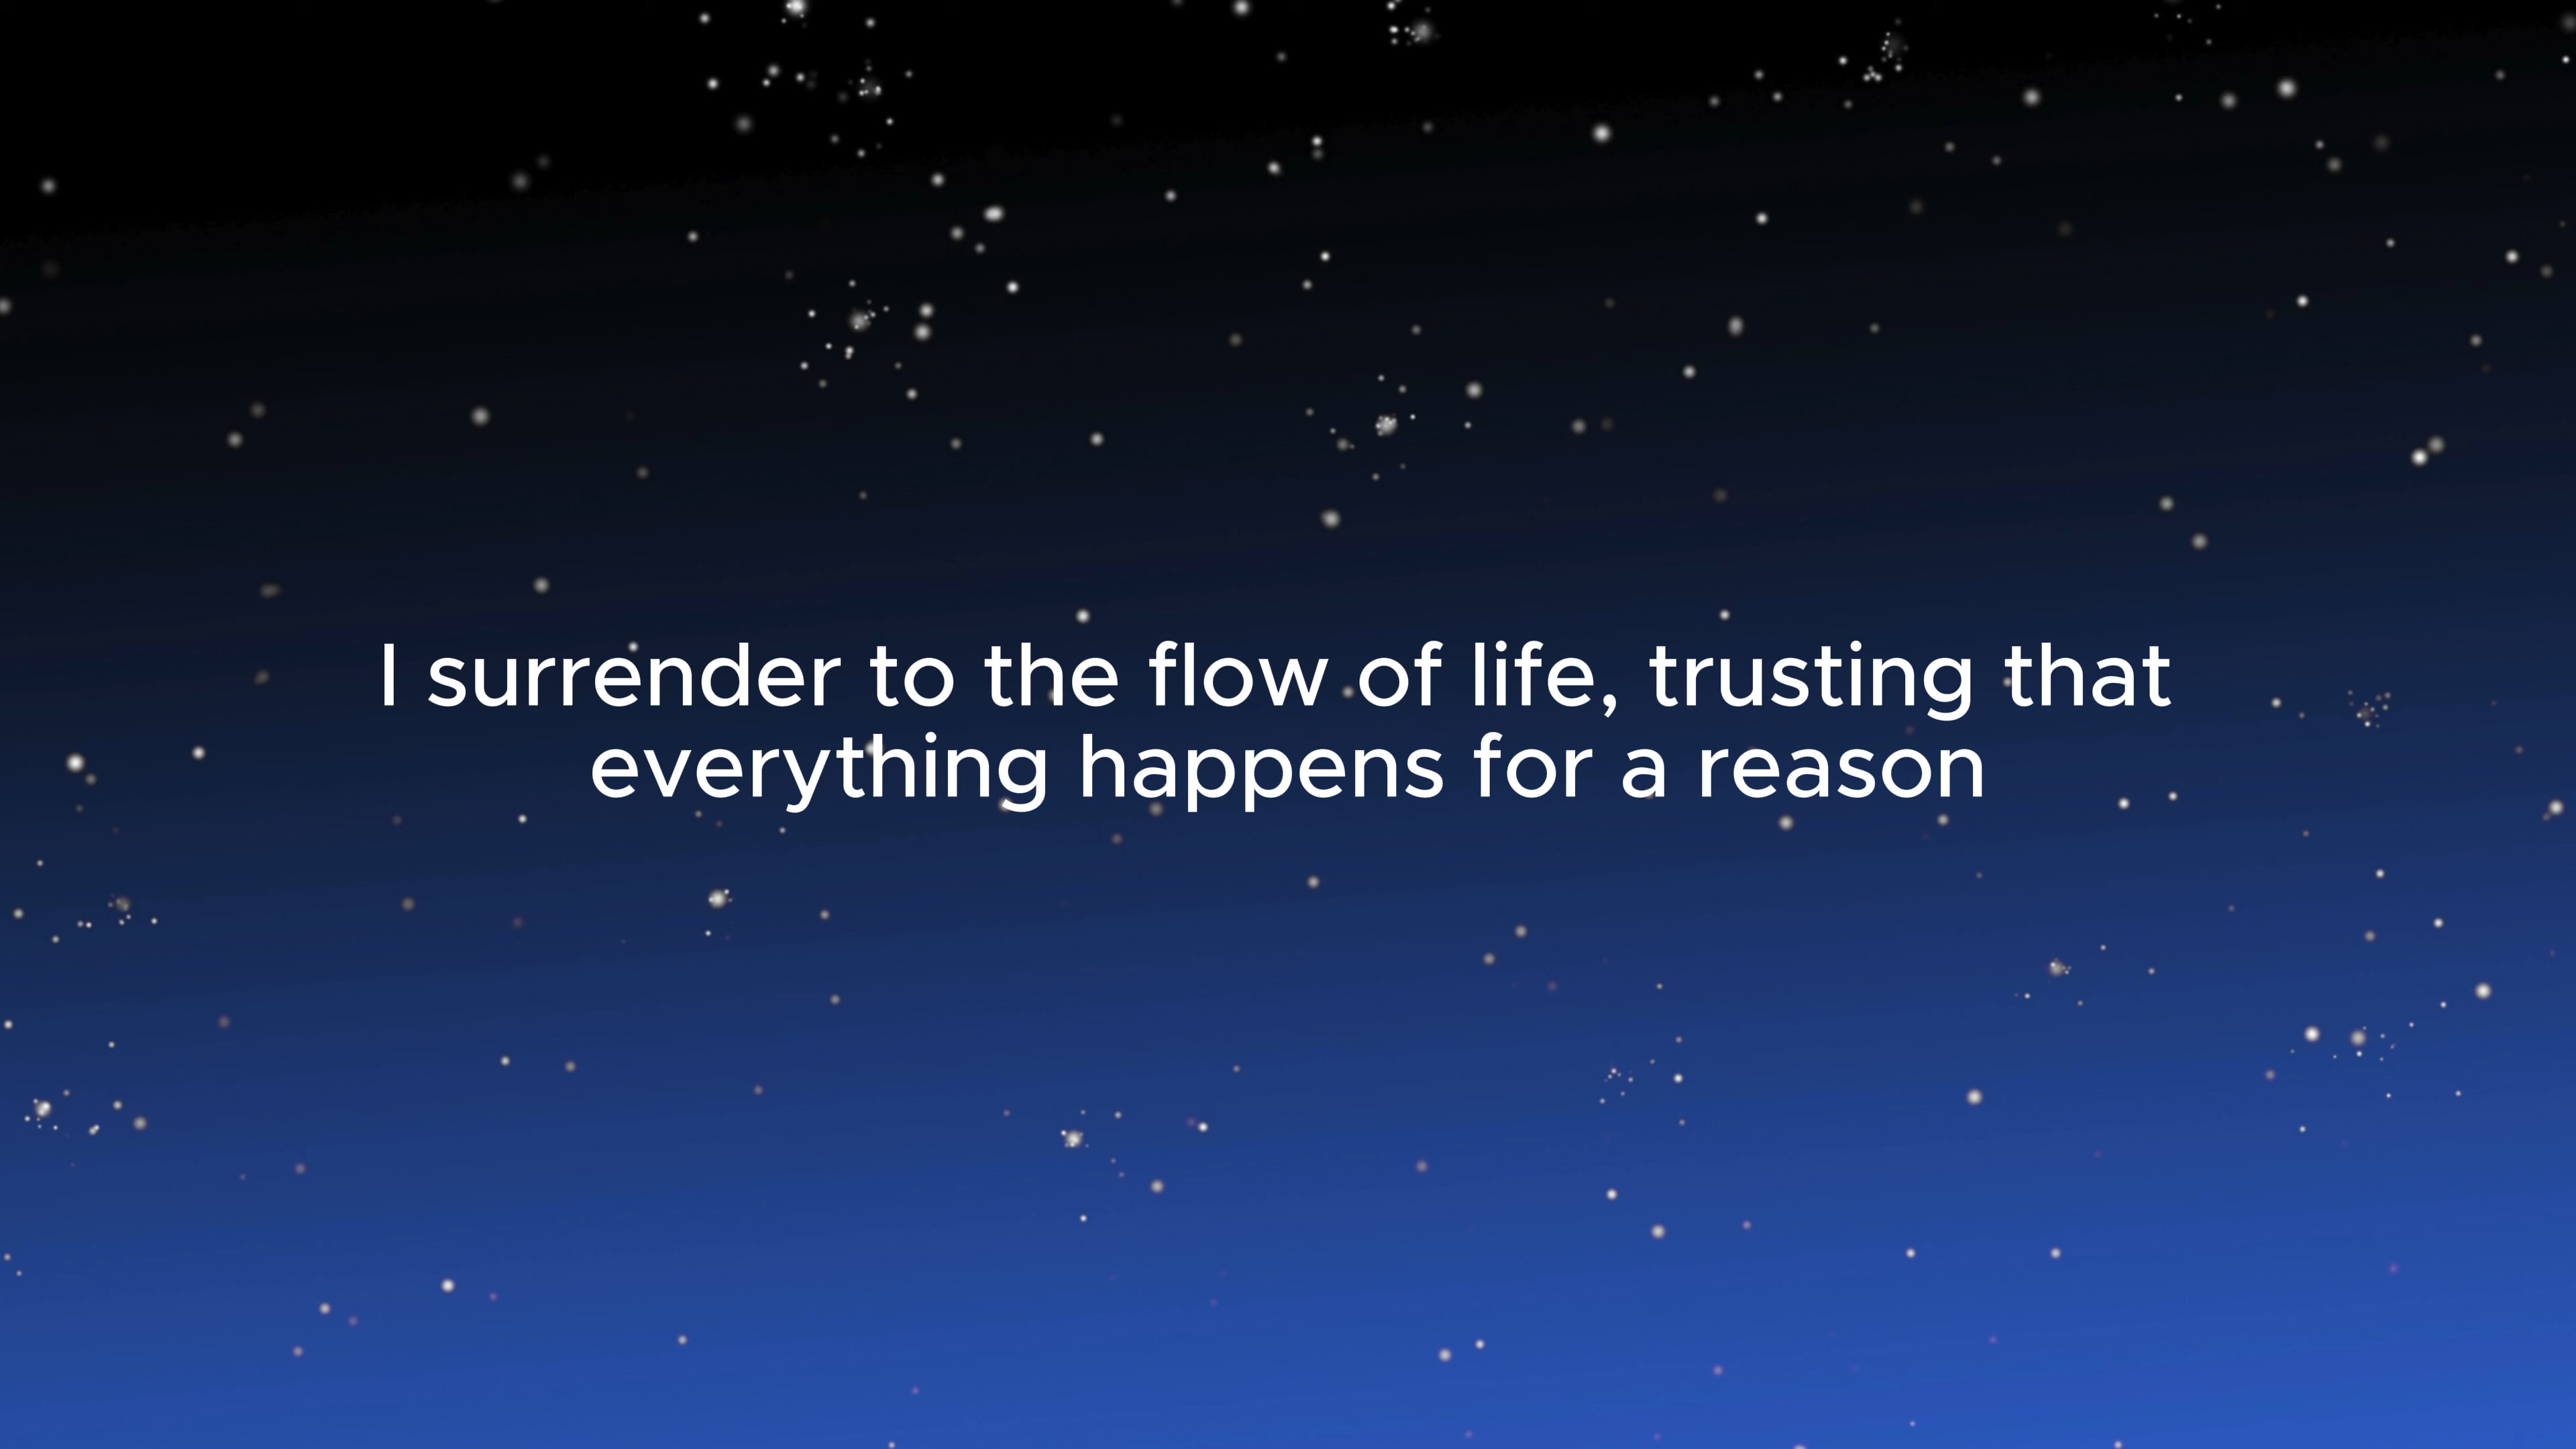 I surrender to the flow of life, trusting that
everything happens for a reason